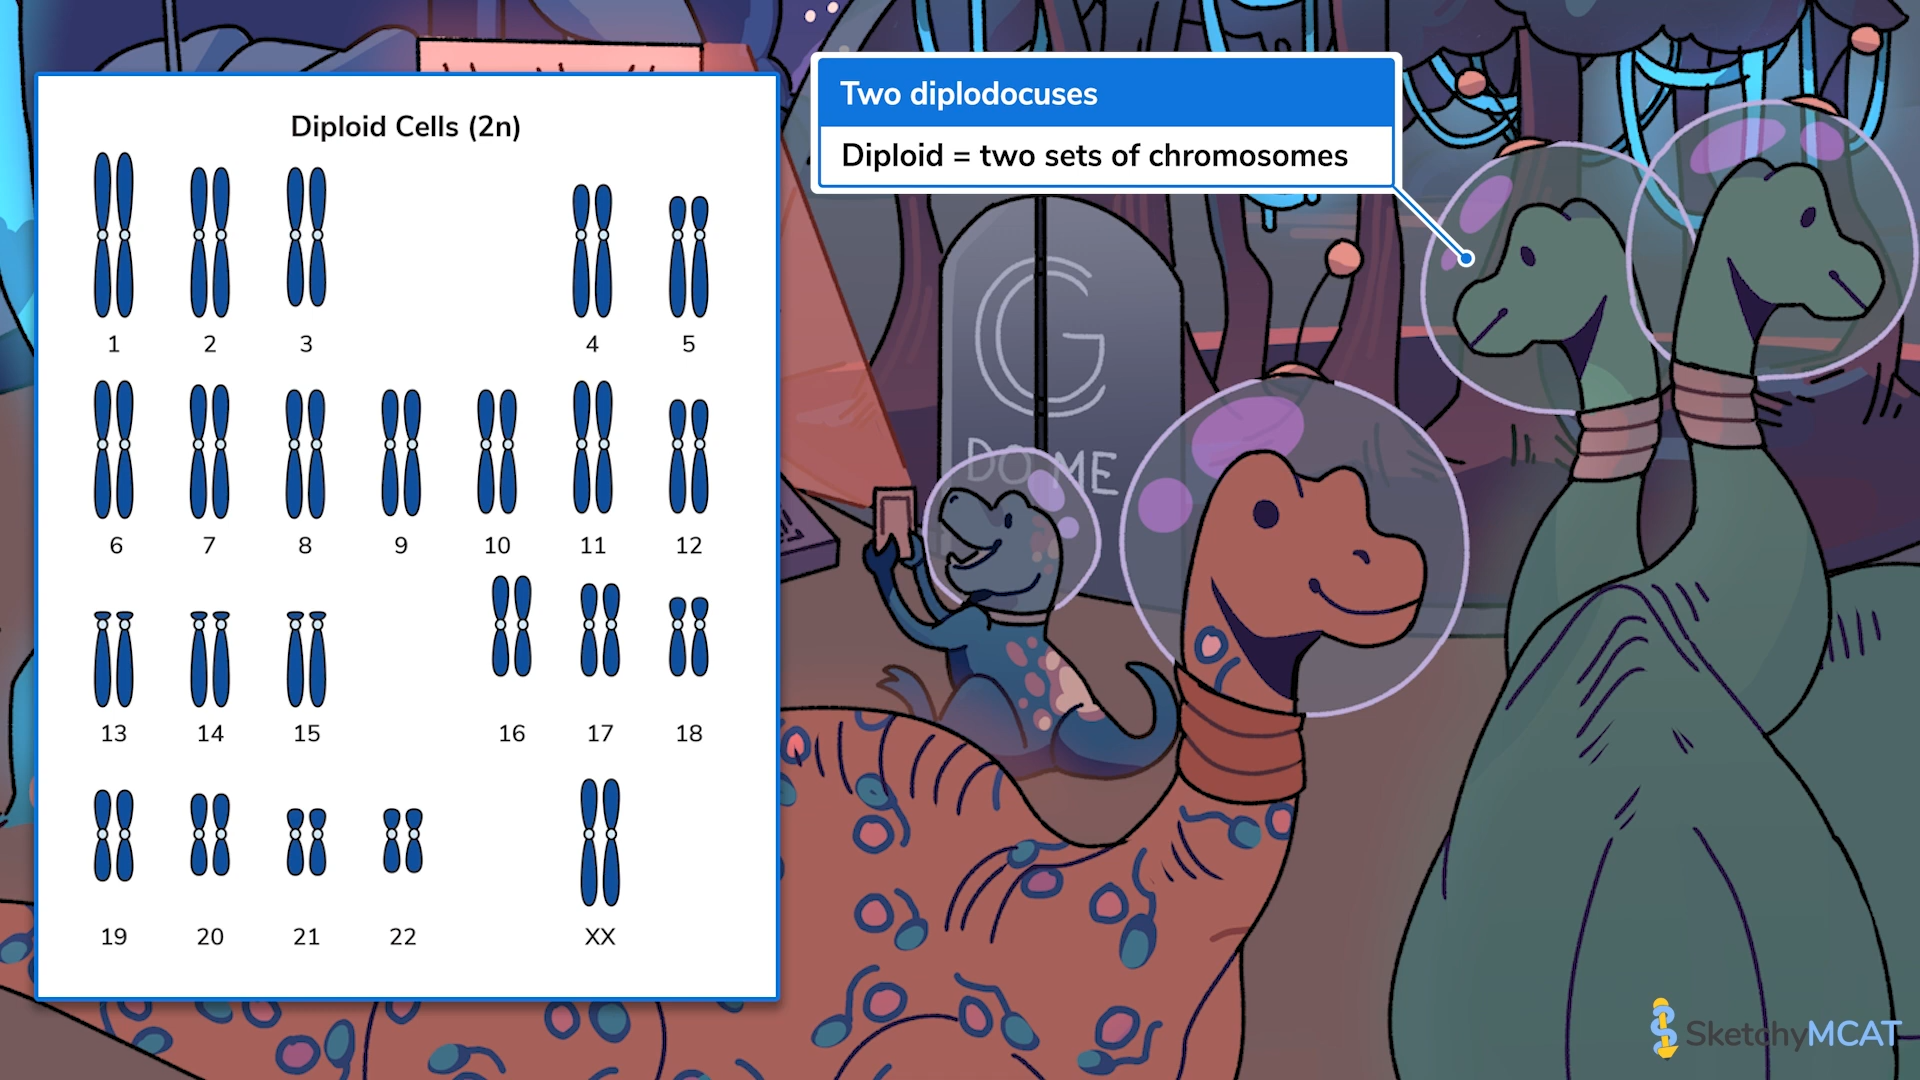 Diploid Cells (2n)
1 2 3 4 5
6 7 8 9 10 11 12
13 14 15 16 17 18
19 20 21 22 XX
Two diplodocuses
Diploid = two sets of chromosomes
G
DOME
SketchyMCAT